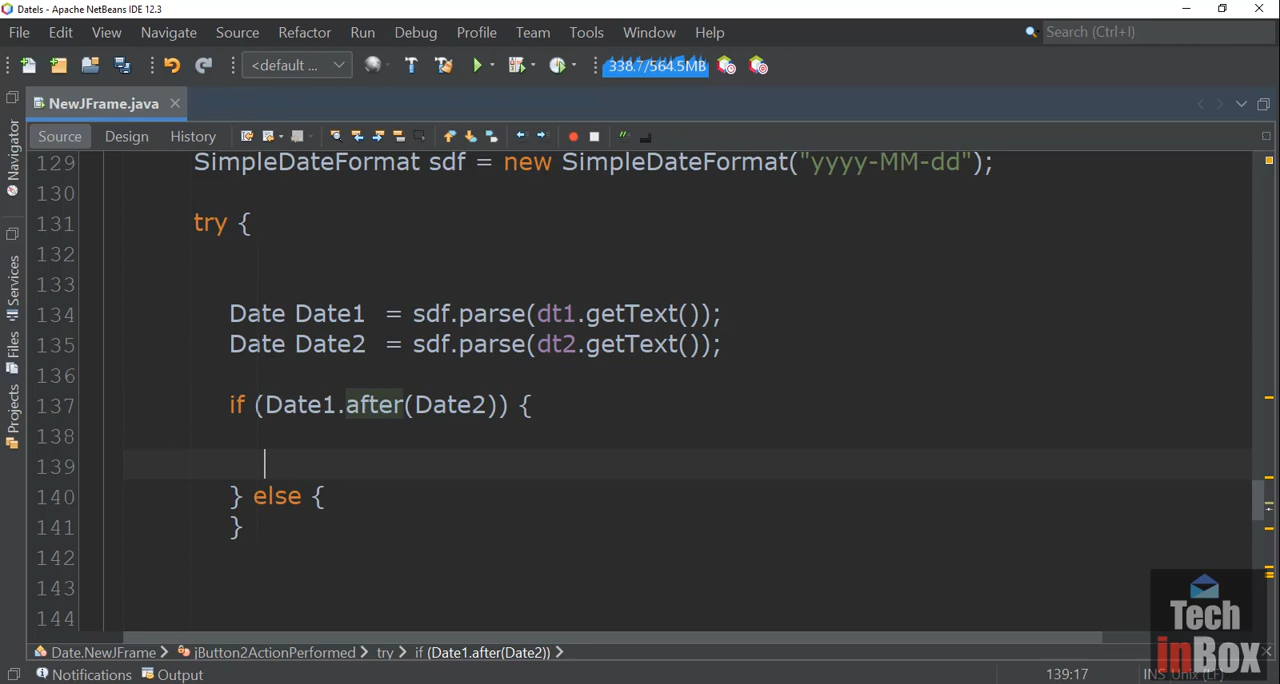 Datels - Apache NetBeans IDE 12.3
File Edit View Navigate Source Refactor Run Debug Profile Team Tools Window Help Search (Ctrl+I)
<default ... 338.7/564.5MB
NewJFrame.java
Source Design History
Navigator
Services
Files
Projects
129 SimpleDateFormat sdf = new SimpleDateFormat("yyyy-MM-dd");
130
131 try {
132
133
134 Date Date1 = sdf.parse(dt1.getText());
135 Date Date2 = sdf.parse(dt2.getText());
136
137 if (Date1.after(Date2)) {
138
139
140 } else {
141 }
142
143
144
Date.NewJFrame jButton2ActionPerformed try if (Date1.after(Date2))
Notifications Output 139:17 INS Unix (LF)
Tech
inBox